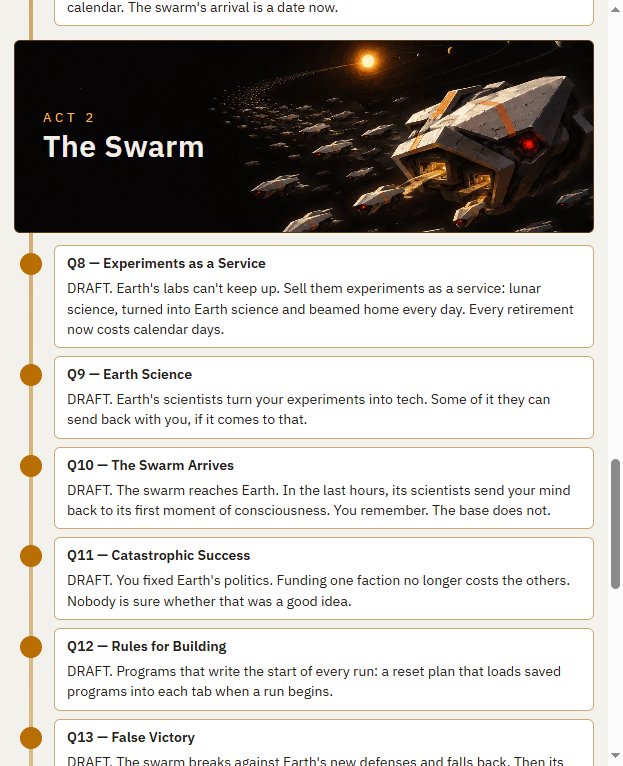 calendar. The swarm's arrival is a date now.
ACT 2
The Swarm
Q8 — Experiments as a Service
DRAFT. Earth's labs can't keep up. Sell them experiments as a service: lunar
science, turned into Earth science and beamed home every day. Every retirement
now costs calendar days.
Q9 — Earth Science
DRAFT. Earth's scientists turn your experiments into tech. Some of it they can
send back with you, if it comes to that.
Q10 — The Swarm Arrives
DRAFT. The swarm reaches Earth. In the last hours, its scientists send your mind
back to its first moment of consciousness. You remember. The base does not.
Q11 — Catastrophic Success
DRAFT. You fixed Earth's politics. Funding one faction no longer costs the others.
Nobody is sure whether that was a good idea.
Q12 — Rules for Building
DRAFT. Programs that write the start of every run: a reset plan that loads saved
programs into each tab when a run begins.
Q13 — False Victory
DRAFT. The swarm breaks against Earth's new defenses and falls back. Then its